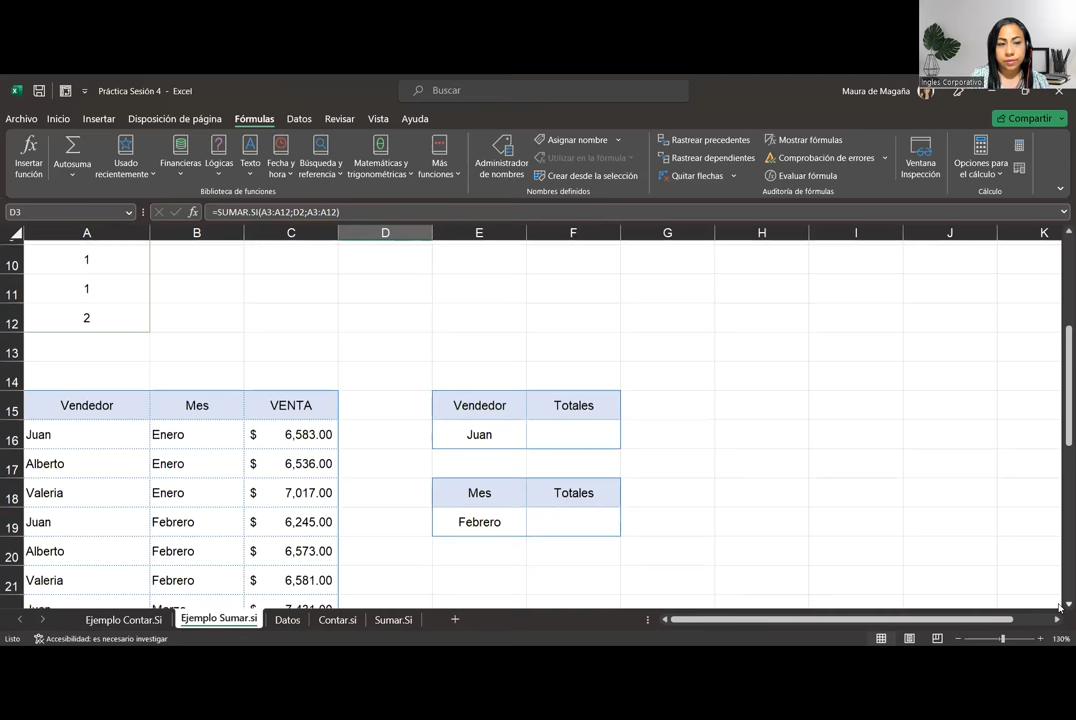 Ingles Corporativo
Práctica Sesión 4 - Excel
Buscar
Maura de Magaña
Archivo Inicio Insertar Disposición de página Fórmulas Datos Revisar Vista Ayuda
Compartir
Insertar función
Autosuma
Usado recientemente
Financieras
Lógicas
Texto
Fecha y hora
Búsqueda y referencia
Matemáticas y trigonométricas
Más funciones
Biblioteca de funciones
Administrador de nombres
Asignar nombre
Utilizar en la fórmula
Crear desde la selección
Nombres definidos
Rastrear precedentes
Rastrear dependientes
Quitar flechas
Mostrar fórmulas
Comprobación de errores
Evaluar fórmula
Auditoría de fórmulas
Ventana Inspección
Opciones para el cálculo
Cálculo
D3
fx
=SUMAR.SI(A3:A12;D2;A3:A12)
A B C D E F G H I J K
10 1
11 1
12 2
13
14
15 Vendedor Mes VENTA Vendedor Totales
16 Juan Enero $ 6,583.00 Juan
17 Alberto Enero $ 6,536.00
18 Valeria Enero $ 7,017.00 Mes Totales
19 Juan Febrero $ 6,245.00 Febrero
20 Alberto Febrero $ 6,573.00
21 Valeria Febrero $ 6,581.00
Juan Marzo $ 7,431.00
Ejemplo Contar.Si Ejemplo Sumar.si Datos Contar.si Sumar.Si
Listo Accesibilidad: es necesario investigar 130%